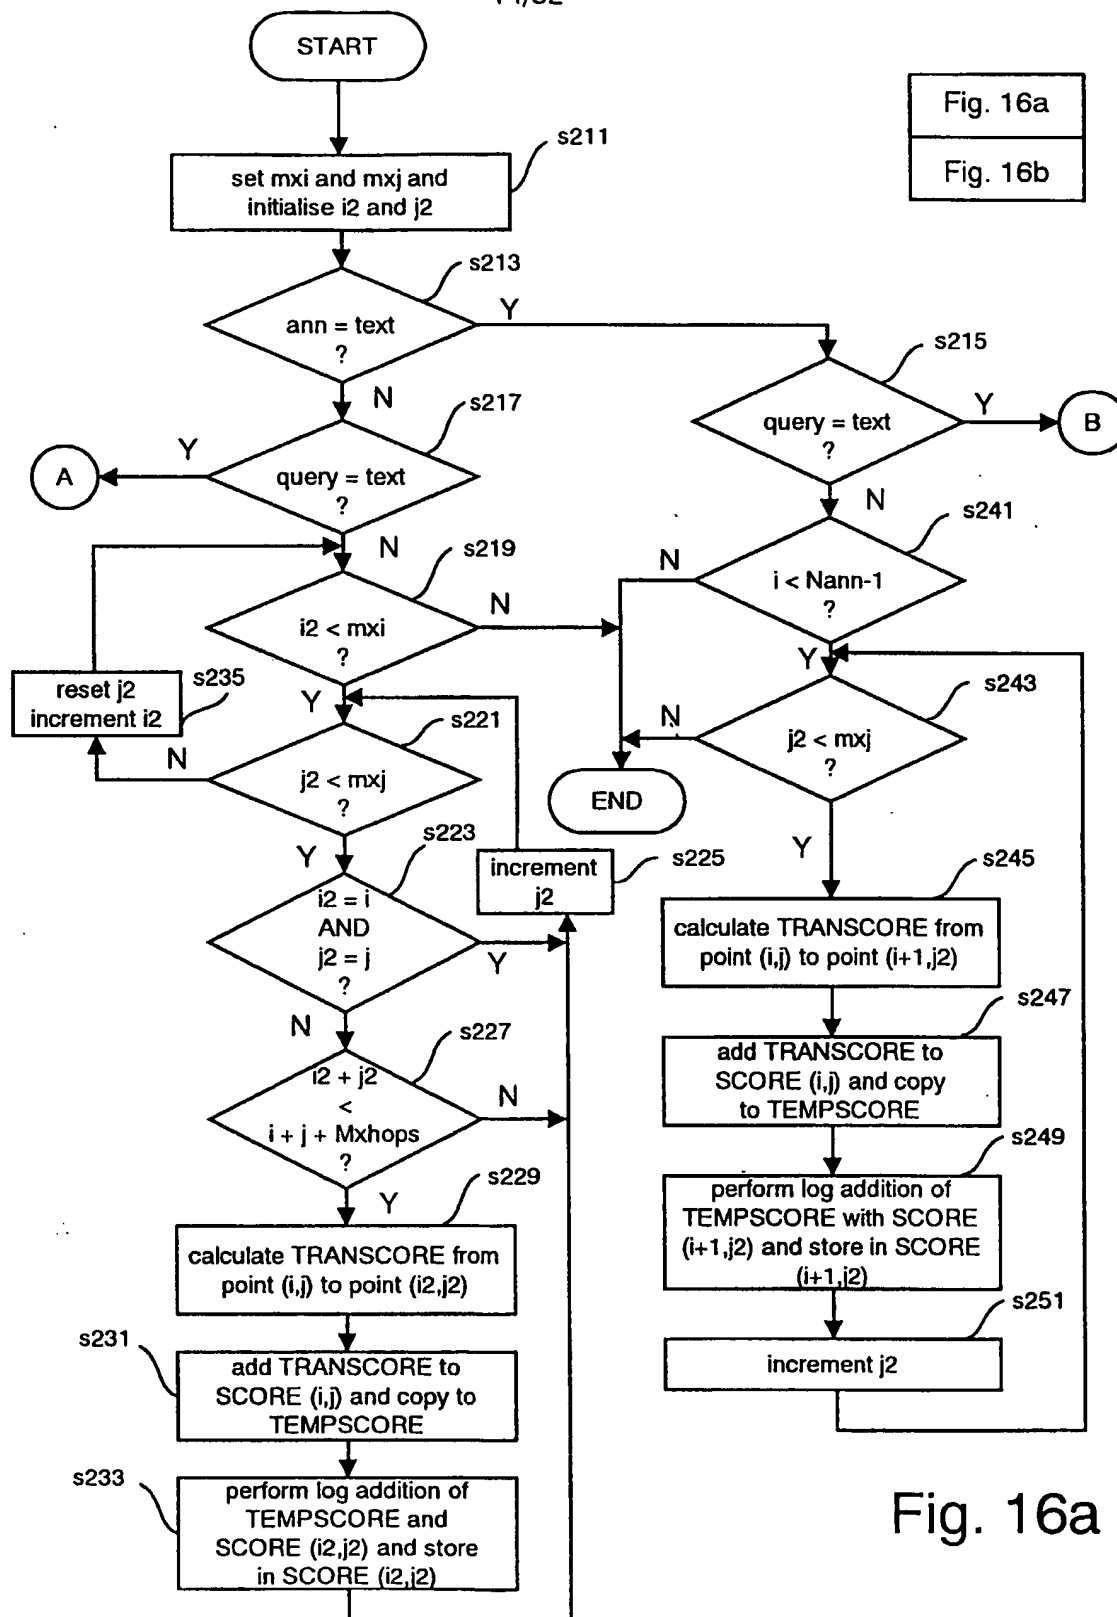 START
Fig. 16a
Fig. 16b
s211
set mxi and mxj and
initialise i2 and j2
s213
ann = text
?
Y
N
s215
query = text
?
Y
B
N
s217
query = text
?
Y
A
N
s241
i < Nann-1
?
N
Y
s219
i2 < mxi
?
N
Y
s235
reset j2
increment i2
s243
j2 < mxj
?
N
Y
s221
j2 < mxj
?
N
Y
END
s223
i2 = i
AND
j2 = j
?
Y
N
s225
increment
j2
s245
calculate TRANSCORE from
point (i,j) to point (i+1,j2)
s227
i2 + j2
<
i + j + Mxhops
?
N
Y
s247
add TRANSCORE to
SCORE (i,j) and copy
to TEMPSCORE
s229
calculate TRANSCORE from
point (i,j) to point (i2,j2)
s249
perform log addition of
TEMPSCORE with SCORE
(i+1,j2) and store in SCORE
(i+1,j2)
s231
add TRANSCORE to
SCORE (i,j) and copy to
TEMPSCORE
s251
increment j2
s233
perform log addition of
TEMPSCORE and
SCORE (i2,j2) and store
in SCORE (i2,j2)
Fig. 16a